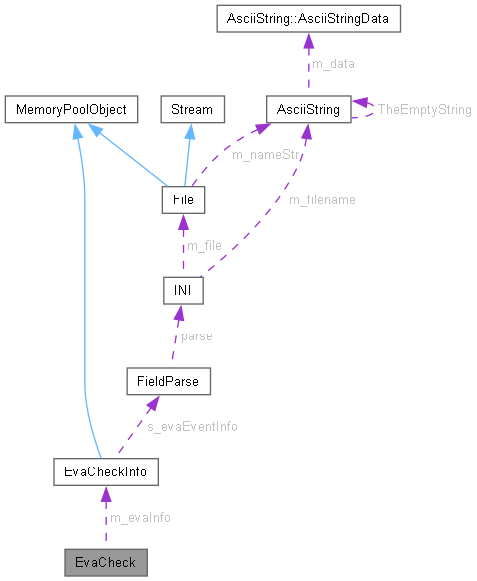 AsciiString::AsciiStringData
m_data
MemoryPoolObject
Stream
AsciiString
TheEmptyString
m_nameStr
File
m_filename
m_file
INI
parse
FieldParse
s_evaEventInfo
EvaCheckInfo
m_evaInfo
EvaCheck